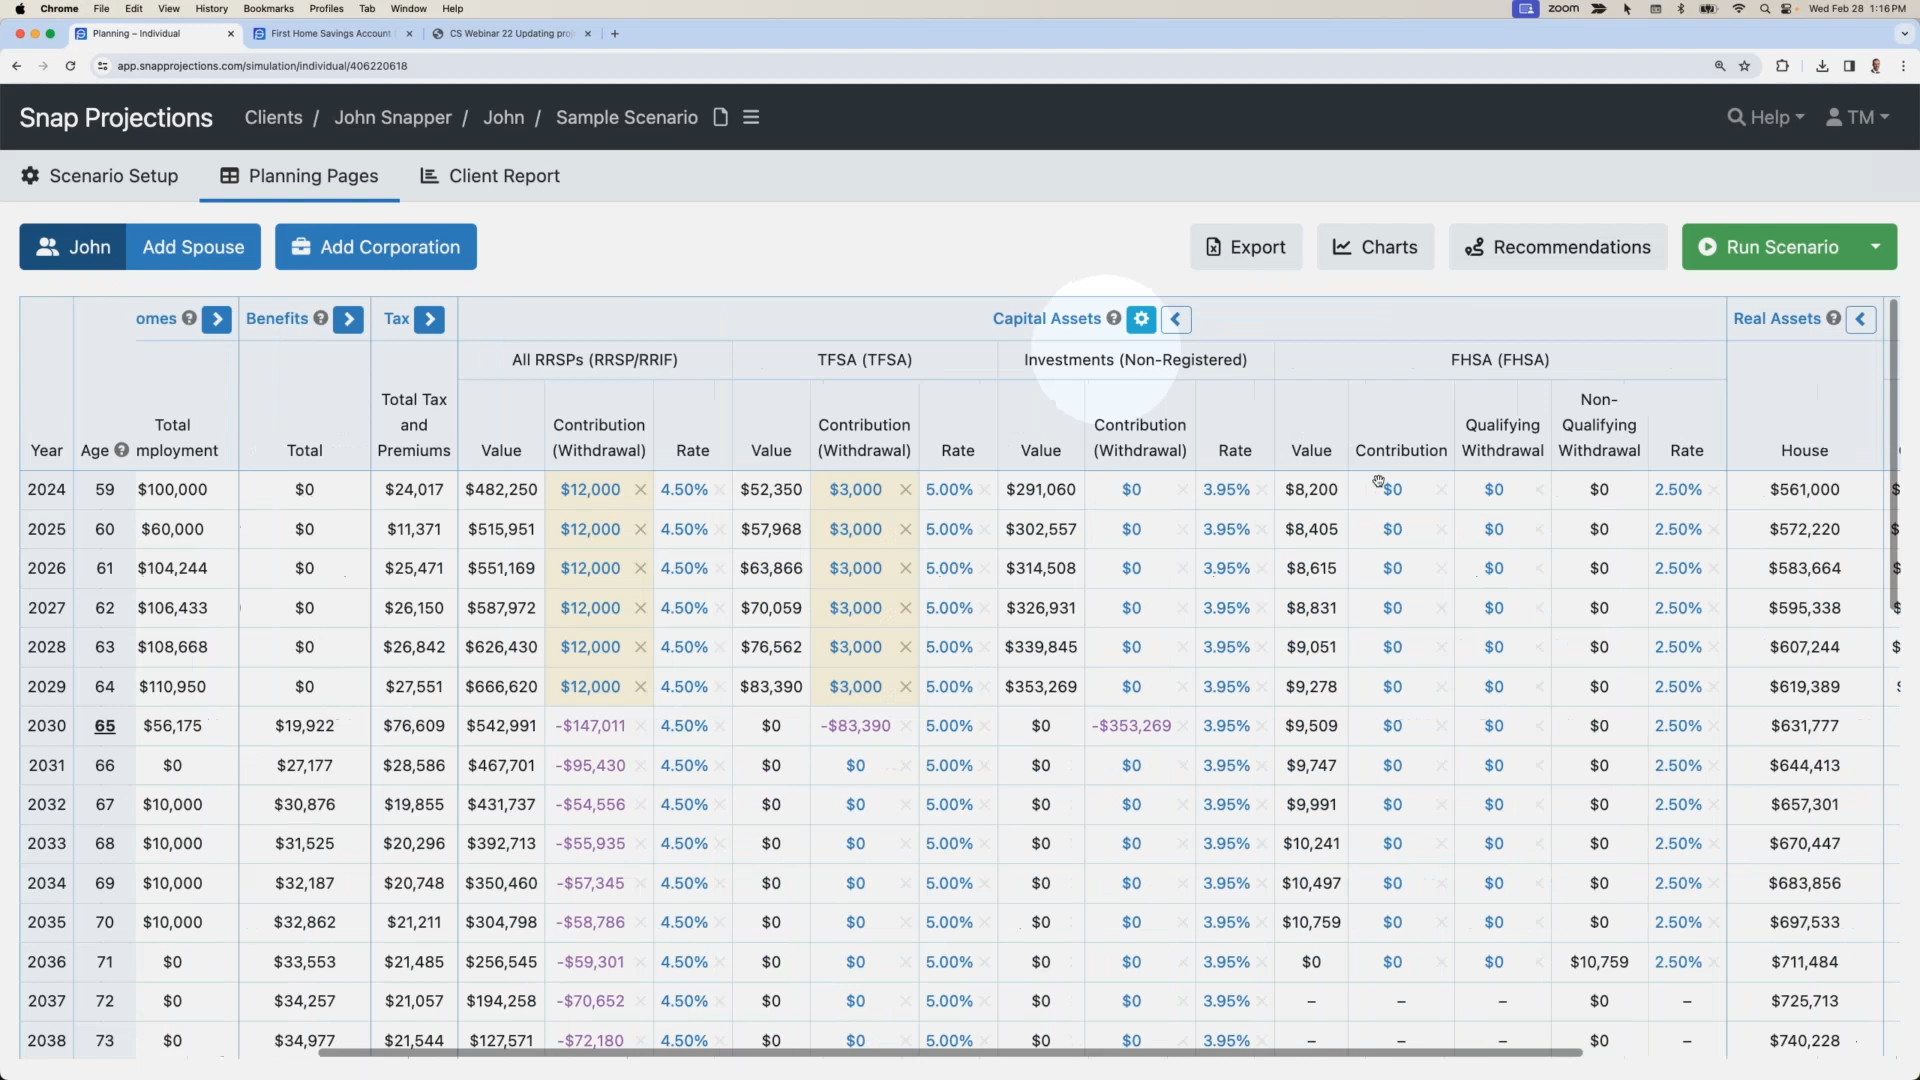 Chrome File Edit View History Bookmarks Profiles Tab Window Help zoom Wed Feb 28 1:16 PM
Planning – Individual First Home Savings Account CS Webinar 22 Updating proj
app.snapprojections.com/simulation/individual/406220618
Snap Projections Clients / John Snapper / John / Sample Scenario Help TM
Scenario Setup Planning Pages Client Report
John Add Spouse Add Corporation Export Charts Recommendations Run Scenario
omes Benefits Tax Capital Assets Real Assets
All RRSPs (RRSP/RRIF) TFSA (TFSA) Investments (Non-Registered) FHSA (FHSA)
Year Age Total mployment Total Total Tax and Premiums Value Contribution (Withdrawal) Rate Value Contribution (Withdrawal) Rate Value Contribution (Withdrawal) Rate Value Contribution Qualifying Withdrawal Non-Qualifying Withdrawal Rate House
2024 59 $100,000 $0 $24,017 $482,250 $12,000 4.50% $52,350 $3,000 5.00% $291,060 $0 3.95% $8,200 $0 $0 $0 2.50% $561,000
2025 60 $60,000 $0 $11,371 $515,951 $12,000 4.50% $57,968 $3,000 5.00% $302,557 $0 3.95% $8,405 $0 $0 $0 2.50% $572,220
2026 61 $104,244 $0 $25,471 $551,169 $12,000 4.50% $63,866 $3,000 5.00% $314,508 $0 3.95% $8,615 $0 $0 $0 2.50% $583,664
2027 62 $106,433 $0 $26,150 $587,972 $12,000 4.50% $70,059 $3,000 5.00% $326,931 $0 3.95% $8,831 $0 $0 $0 2.50% $595,338
2028 63 $108,668 $0 $26,842 $626,430 $12,000 4.50% $76,562 $3,000 5.00% $339,845 $0 3.95% $9,051 $0 $0 $0 2.50% $607,244
2029 64 $110,950 $0 $27,551 $666,620 $12,000 4.50% $83,390 $3,000 5.00% $353,269 $0 3.95% $9,278 $0 $0 $0 2.50% $619,389
2030 65 $56,175 $19,922 $76,609 $542,991 -$147,011 4.50% $0 -$83,390 5.00% $0 -$353,269 3.95% $9,509 $0 $0 $0 2.50% $631,777
2031 66 $0 $27,177 $28,586 $467,701 -$95,430 4.50% $0 $0 5.00% $0 $0 3.95% $9,747 $0 $0 $0 2.50% $644,413
2032 67 $10,000 $30,876 $19,855 $431,737 -$54,556 4.50% $0 $0 5.00% $0 $0 3.95% $9,991 $0 $0 $0 2.50% $657,301
2033 68 $10,000 $31,525 $20,296 $392,713 -$55,935 4.50% $0 $0 5.00% $0 $0 3.95% $10,241 $0 $0 $0 2.50% $670,447
2034 69 $10,000 $32,187 $20,748 $350,460 -$57,345 4.50% $0 $0 5.00% $0 $0 3.95% $10,497 $0 $0 $0 2.50% $683,856
2035 70 $10,000 $32,862 $21,211 $304,798 -$58,786 4.50% $0 $0 5.00% $0 $0 3.95% $10,759 $0 $0 $0 2.50% $697,533
2036 71 $0 $33,553 $21,485 $256,545 -$59,301 4.50% $0 $0 5.00% $0 $0 3.95% $0 $0 $0 $10,759 2.50% $711,484
2037 72 $0 $34,257 $21,057 $194,258 -$70,652 4.50% $0 $0 5.00% $0 $0 3.95% – – – $0 – $725,713
2038 73 $0 $34,977 $21,544 $127,571 -$72,180 4.50% $0 $0 5.00% $0 $0 3.95% – – – $0 – $740,228